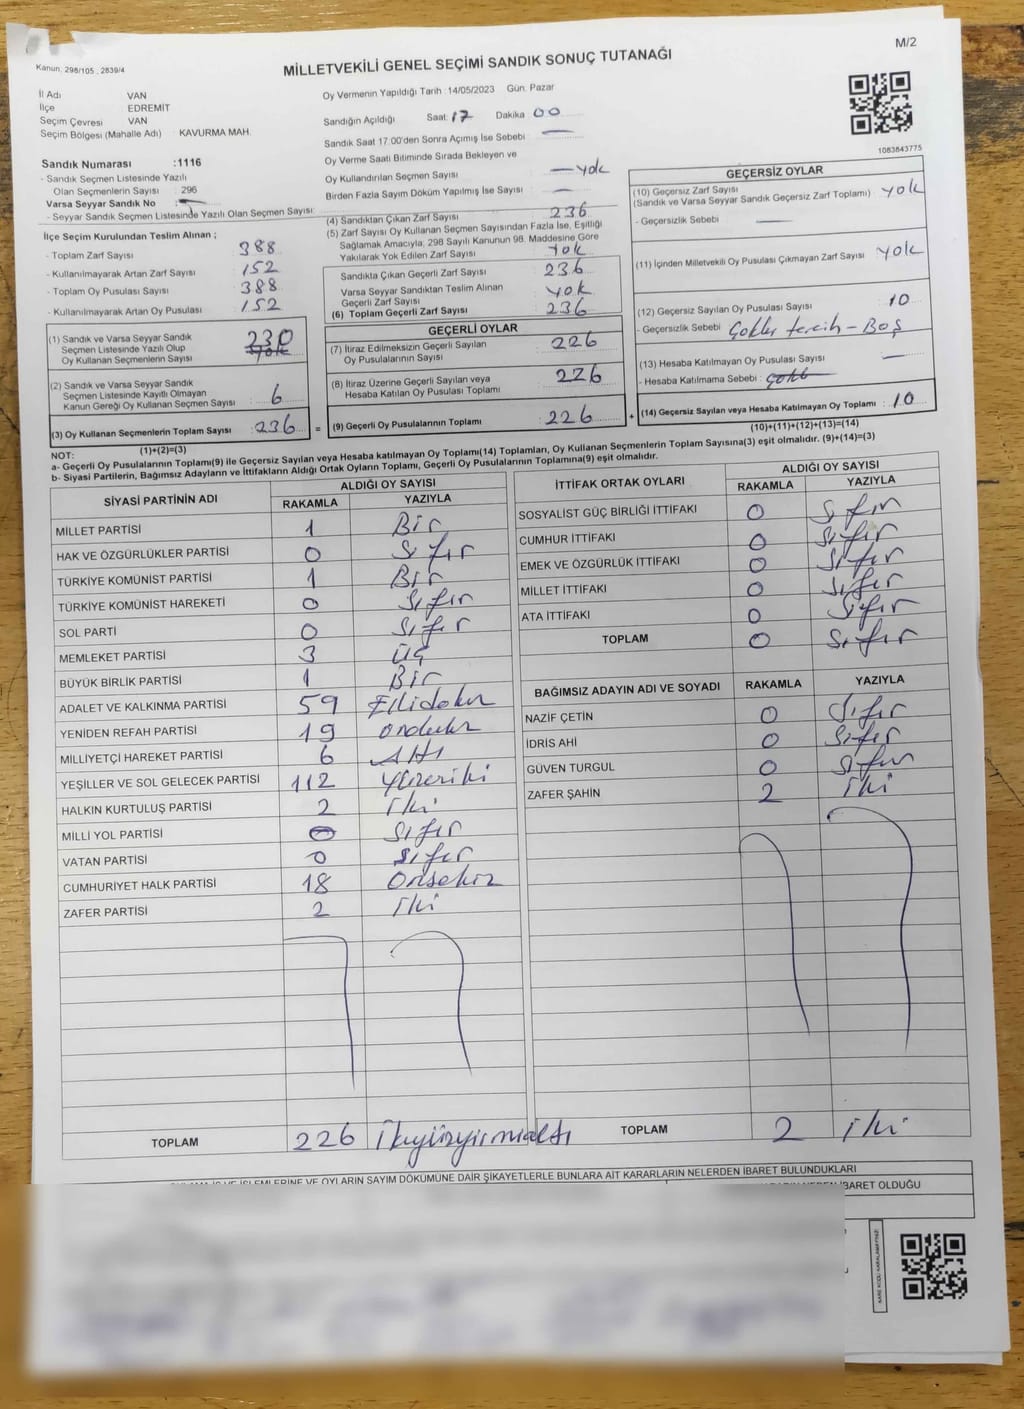 M/2
Kanun: 298/105 , 2839/4
MİLLETVEKİLİ GENEL SEÇİMİ SANDIK SONUÇ TUTANAĞI
İl Adı VAN
İlçe EDREMIT
Seçim Çevresi VAN
Seçim Bölgesi (Mahalle Adı) : KAVURMA MAH.
Sandık Numarası :1116
- Sandık Seçmen Listesinde Yazılı
Olan Seçmenlerin Sayısı : 296
Varsa Seyyar Sandık No :
- Seyyar Sandık Seçmen Listesinde Yazılı Olan Seçmen Sayısı:
İlçe Seçim Kurulundan Teslim Alınan ;
- Toplam Zarf Sayısı 388
- Kullanılmayarak Artan Zarf Sayısı : 152
- Toplam Oy Pusulası Sayısı : 388
- Kullanılmayarak Artan Oy Pusulası : 152
(1) Sandık ve Varsa Seyyar Sandık
Seçmen Listesinde Yazılı Olup
Oy Kullanan Seçmenlerin Sayısı 230
(2) Sandık ve Varsa Seyyar Sandık
Seçmen Listesinde Kayıtlı Olmayan
Kanun Gereği Oy Kullanan Seçmen Sayısı : 6
(3) Oy Kullanan Seçmenlerin Toplam Sayısı : 236 =
(1)+(2)=(3)
Oy Vermenin Yapıldığı Tarih : 14/05/2023 Gün: Pazar
Sandığın Açıldığı Saat: 17 Dakika 00
Sandık Saat 17:00'den Sonra Açımış İse Sebebi : —
Oy Verme Saati Bitiminde Sırada Bekleyen ve
Oy Kullandırılan Seçmen Sayısı : — yok
Birden Fazla Sayım Döküm Yapılmış İse Sayısı : —
(4) Sandıktan Çıkan Zarf Sayısı : 236
(5) Zarf Sayısı Oy Kullanan Seçmen Sayısından Fazla İse, Eşitliği
Sağlamak Amacıyla, 298 Sayılı Kanunun 98. Maddesine Göre
Yakılarak Yok Edilen Zarf Sayısı : yok
Sandıkta Çıkan Geçerli Zarf Sayısı : 236
Varsa Seyyar Sandıktan Teslim Alınan
Geçerli Zarf Sayısı : yok
(6) Toplam Geçerli Zarf Sayısı : 236
GEÇERLİ OYLAR
(7) İtiraz Edilmeksizin Geçerli Sayılan
Oy Pusulalarının Sayısı : 226
(8) İtiraz Üzerine Geçerli Sayılan veya
Hesaba Katılan Oy Pusulası Toplamı : 226
(9) Geçerli Oy Pusulalarının Toplamı : 226 +
1083843775
GEÇERSİZ OYLAR
(10) Geçersiz Zarf Sayısı
(Sandık ve Varsa Seyyar Sandık Geçersiz Zarf Toplamı) : yok
- Geçersizlik Sebebi : —
(11) İçinden Milletvekili Oy Pusulası Çıkmayan Zarf Sayısı : yok
(12) Geçersiz Sayılan Oy Pusulası Sayısı : 10
- Geçersizlik Sebebi : Çoklu tercih - Boş
(13) Hesaba Katılmayan Oy Pusulası Sayısı : —
- Hesaba Katılmama Sebebi :
(14) Geçersiz Sayılan veya Hesaba Katılmayan Oy Toplamı : 10
(10)+(11)+(12)+(13)=(14)
NOT:
a- Geçerli Oy Pusulalarının Toplamı(9) ile Geçersiz Sayılan veya Hesaba katılmayan Oy Toplamı(14) Toplamları, Oy Kullanan Seçmenlerin Toplam Sayısına(3) eşit olmalıdır. (9)+(14)=(3)
b- Siyasi Partilerin, Bağımsız Adayların ve İttifakların Aldığı Ortak Oyların Toplamı, Geçerli Oy Pusulalarının Toplamına(9) eşit olmalıdır.
SİYASİ PARTİNİN ADI ALDIĞI OY SAYISI
RAKAMLA YAZIYLA
MİLLET PARTİSİ 1 Bir
HAK VE ÖZGÜRLÜKLER PARTİSİ 0 Sıfır
TÜRKİYE KOMÜNİST PARTİSİ 1 Bir
TÜRKİYE KOMÜNİST HAREKETİ 0 Sıfır
SOL PARTİ 0 Sıfır
MEMLEKET PARTİSİ 3 üç
BÜYÜK BİRLİK PARTİSİ 1 Bir
ADALET VE KALKINMA PARTİSİ 59 Ellidokuz
YENİDEN REFAH PARTİSİ 19 ondokuz
MİLLİYETÇİ HAREKET PARTİSİ 6 Altı
YEŞİLLER VE SOL GELECEK PARTİSİ 112 Yüzoniki
HALKIN KURTULUŞ PARTİSİ 2 iki
MİLLİ YOL PARTİSİ 0 Sıfır
VATAN PARTİSİ 0 Sıfır
CUMHURİYET HALK PARTİSİ 18 Onsekiz
ZAFER PARTİSİ 2 iki
TOPLAM 226 ikiyüzyirmialtı
İTTİFAK ORTAK OYLARI ALDIĞI OY SAYISI
RAKAMLA YAZIYLA
SOSYALİST GÜÇ BİRLİĞİ İTTİFAKI 0 Sıfır
CUMHUR İTTİFAKI 0 Sıfır
EMEK VE ÖZGÜRLÜK İTTİFAKI 0 Sıfır
MİLLET İTTİFAKI 0 Sıfır
ATA İTTİFAKI 0 Sıfır
TOPLAM 0 Sıfır
BAĞIMSIZ ADAYIN ADI VE SOYADI RAKAMLA YAZIYLA
NAZİF ÇETİN 0 Sıfır
İDRİS AHİ 0 Sıfır
GÜVEN TURGUL 0 Sıfır
ZAFER ŞAHİN 2 iki
TOPLAM 2 iki
İŞLEMLERİNE VE OYLARIN SAYIM DÖKÜMÜNE DAİR ŞİKAYETLERLE BUNLARA AİT KARARLARIN NELERDEN İBARET BULUNDUKLARI
İBARET OLDUĞU